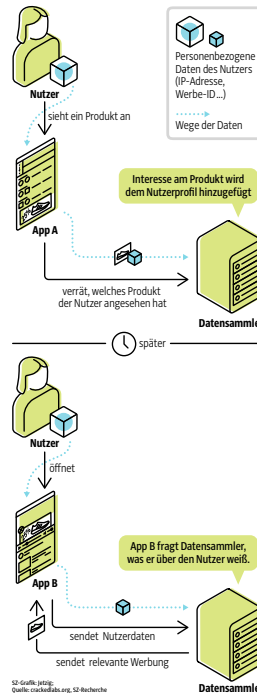 Personenbezogene
Daten des Nutzers
(IP-Adresse,
Werbe-ID ...)
Wege der Daten
Nutzer
sieht ein Produkt an
App A
Interesse am Produkt wird
dem Nutzerprofil hinzugefügt
verrät, welches Produkt
der Nutzer angesehen hat
Datensammle
später
Nutzer
öffnet
App B
App B fragt Datensammler,
was er über den Nutzer weiß.
sendet Nutzerdaten
sendet relevante Werbung
Datensammle
SZ-Grafik: Jetzig;
Quelle: crackedlabs.org, SZ-Recherche